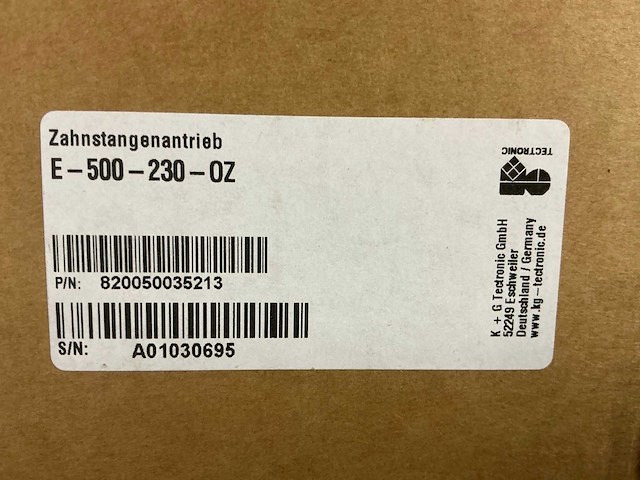 Zahnstangenantrieb
E-500-230-OZ
P/N: 820050035213
S/N: A01030695
TECTRONIC
K + G Tectronic GmbH
52249 Eschweiler
Deutschland / Germany
www.kg-tectronic.de